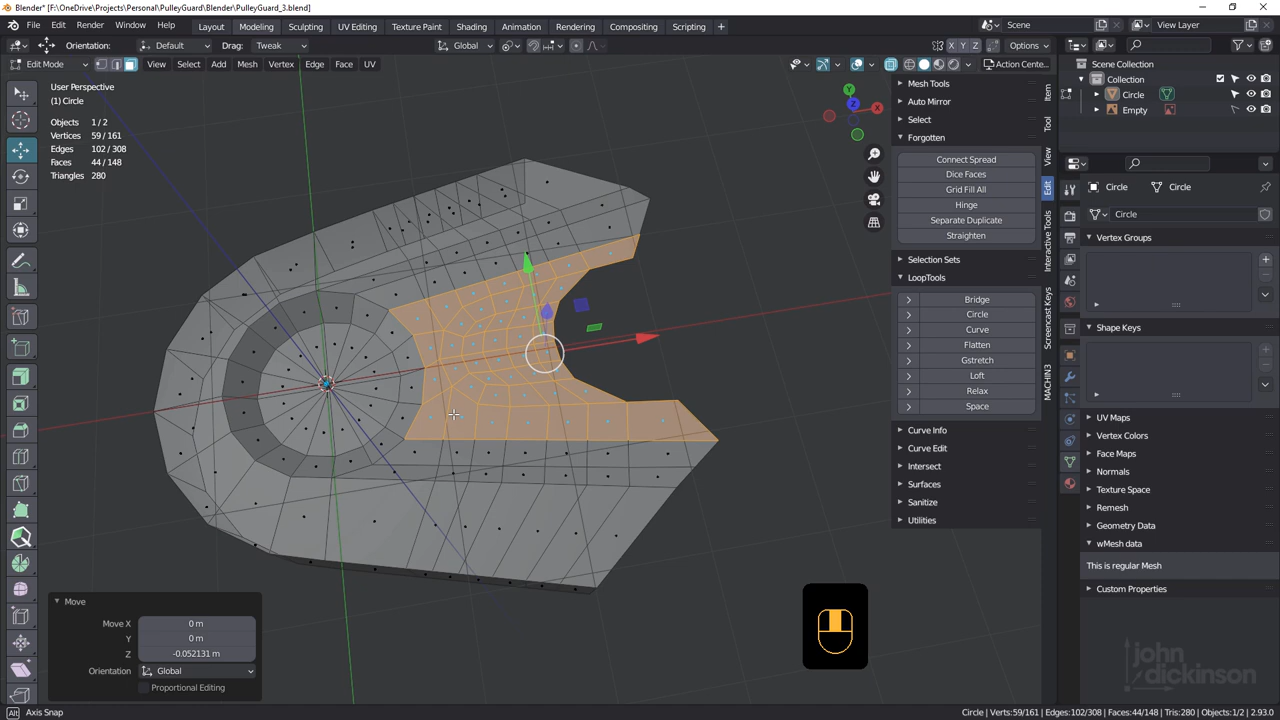 Blender* [F:\OneDrive\Projects\Personal\PulleyGuard\Blender\PulleyGuard_3.blend]
File Edit Render Window Help Layout Modeling Sculpting UV Editing Texture Paint Shading Animation Rendering Compositing Scripting + Scene View Layer
Orientation: Default Drag: Tweak Global X Y Z Options
Edit Mode View Select Add Mesh Vertex Edge Face UV Action Cente...
User Perspective
(1) Circle
Objects 1 / 2
Vertices 59 / 161
Edges 102 / 308
Faces 44 / 148
Triangles 280
Y
Z
X
Mesh Tools
Auto Mirror
Select
Forgotten
Connect Spread
Dice Faces
Grid Fill All
Hinge
Separate Duplicate
Straighten
Selection Sets
LoopTools
Bridge
Circle
Curve
Flatten
Gstretch
Loft
Relax
Space
Curve Info
Curve Edit
Intersect
Surfaces
Sanitize
Utilities
Item
Tool
View
Edit
Interactive Tools
Screencast Keys
MACHIN3
Scene Collection
Collection
Circle
Empty
Circle Circle
Circle
Vertex Groups
Shape Keys
UV Maps
Vertex Colors
Face Maps
Normals
Texture Space
Remesh
Geometry Data
wMesh data
This is regular Mesh
Custom Properties
Move
Move X 0 m
Y 0 m
Z -0.052131 m
Orientation Global
Proportional Editing
john
dickinson
Alt Axis Snap
Circle | Verts:59/161 | Edges:102/308 | Faces:44/148 | Tris:280 | Objects:1/2 | 2.93.0